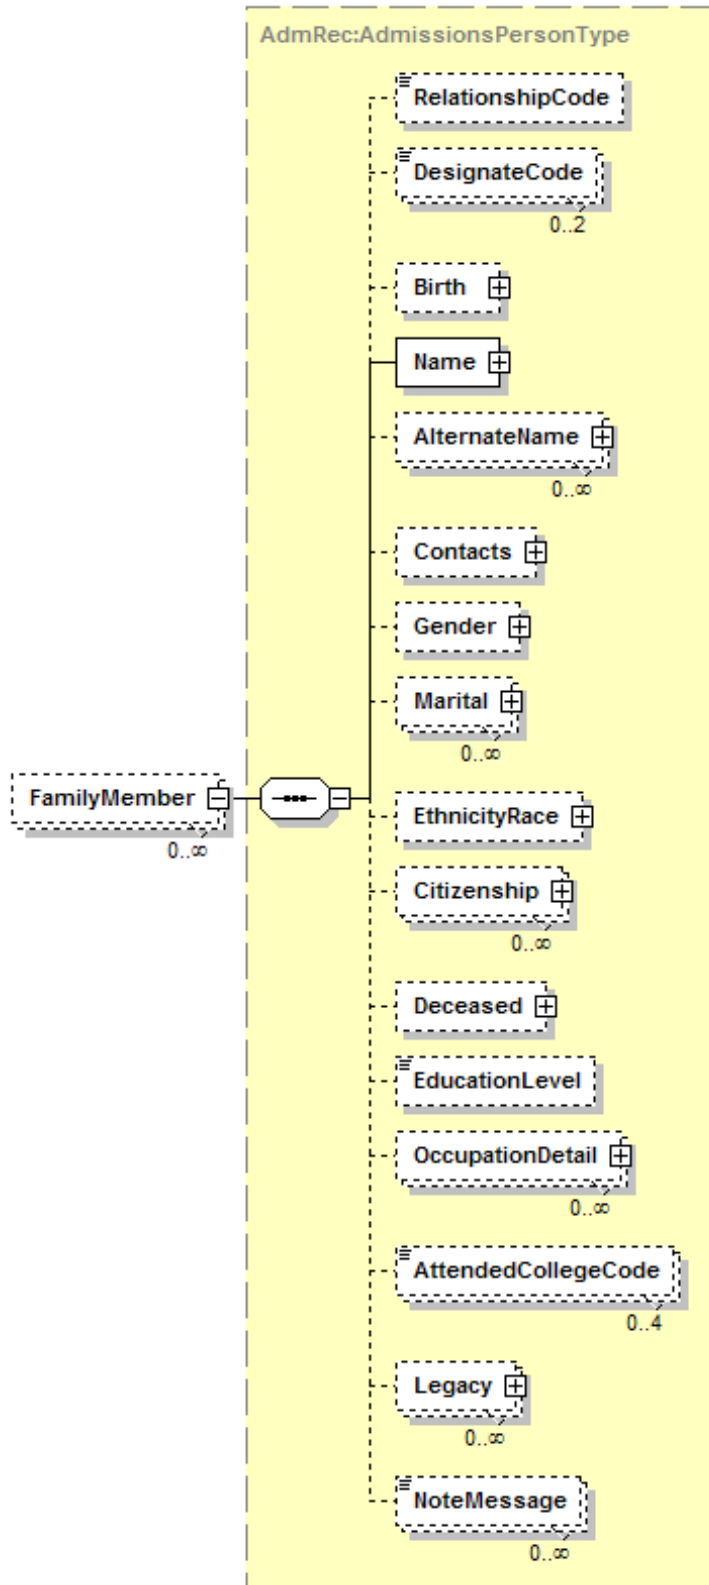 AdmRec:AdmissionsPersonType
RelationshipCode
DesignateCode
0..2
Birth
Name
AlternateName
0..∞
Contacts
Gender
Marital
0..∞
FamilyMember
0..∞
EthnicityRace
Citizenship
0..∞
Deceased
EducationLevel
OccupationDetail
0..∞
AttendedCollegeCode
0..4
Legacy
0..∞
NoteMessage
0..∞